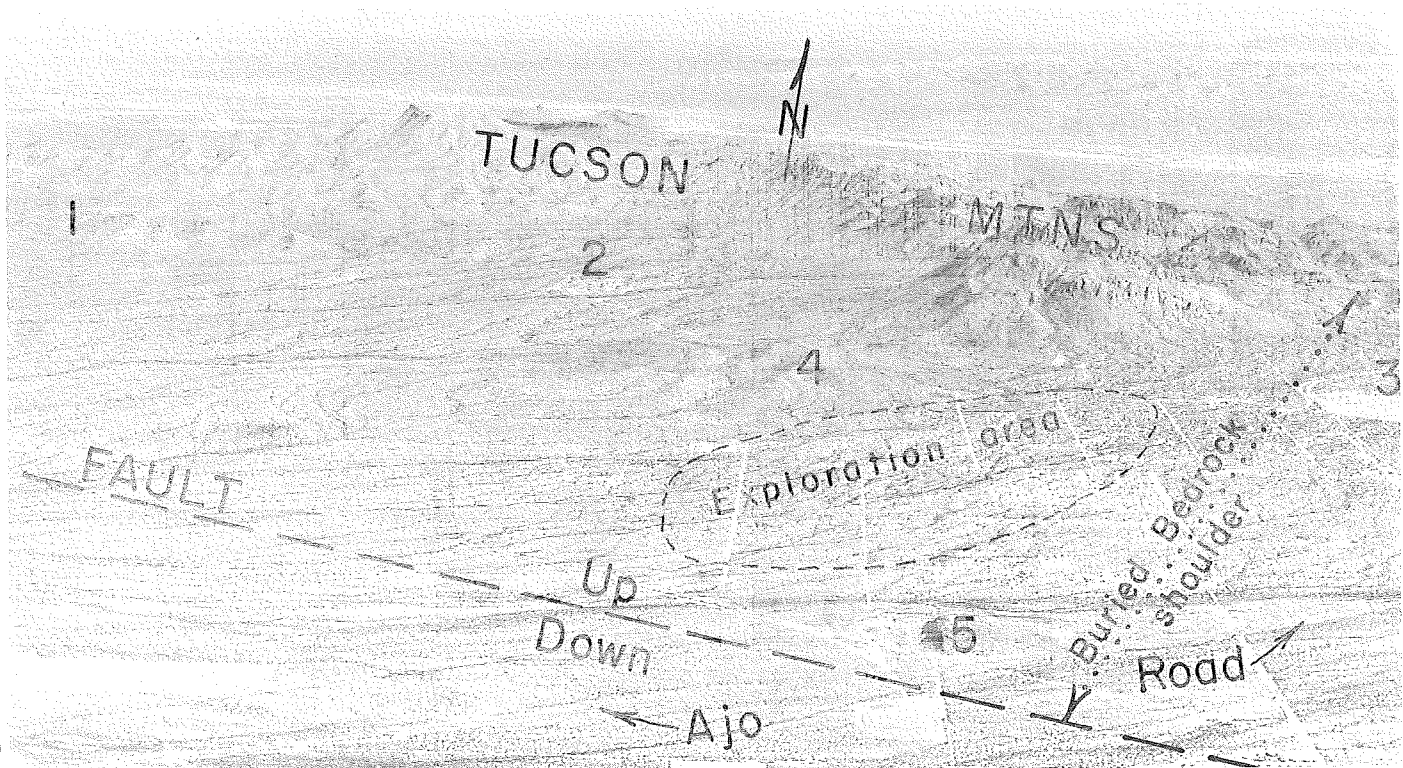 N
TUCSON
MTNS
1
2
4
3
Exploration area
FAULT
Buried Bedrock
shoulder
Up
Down
5
Road
Ajo